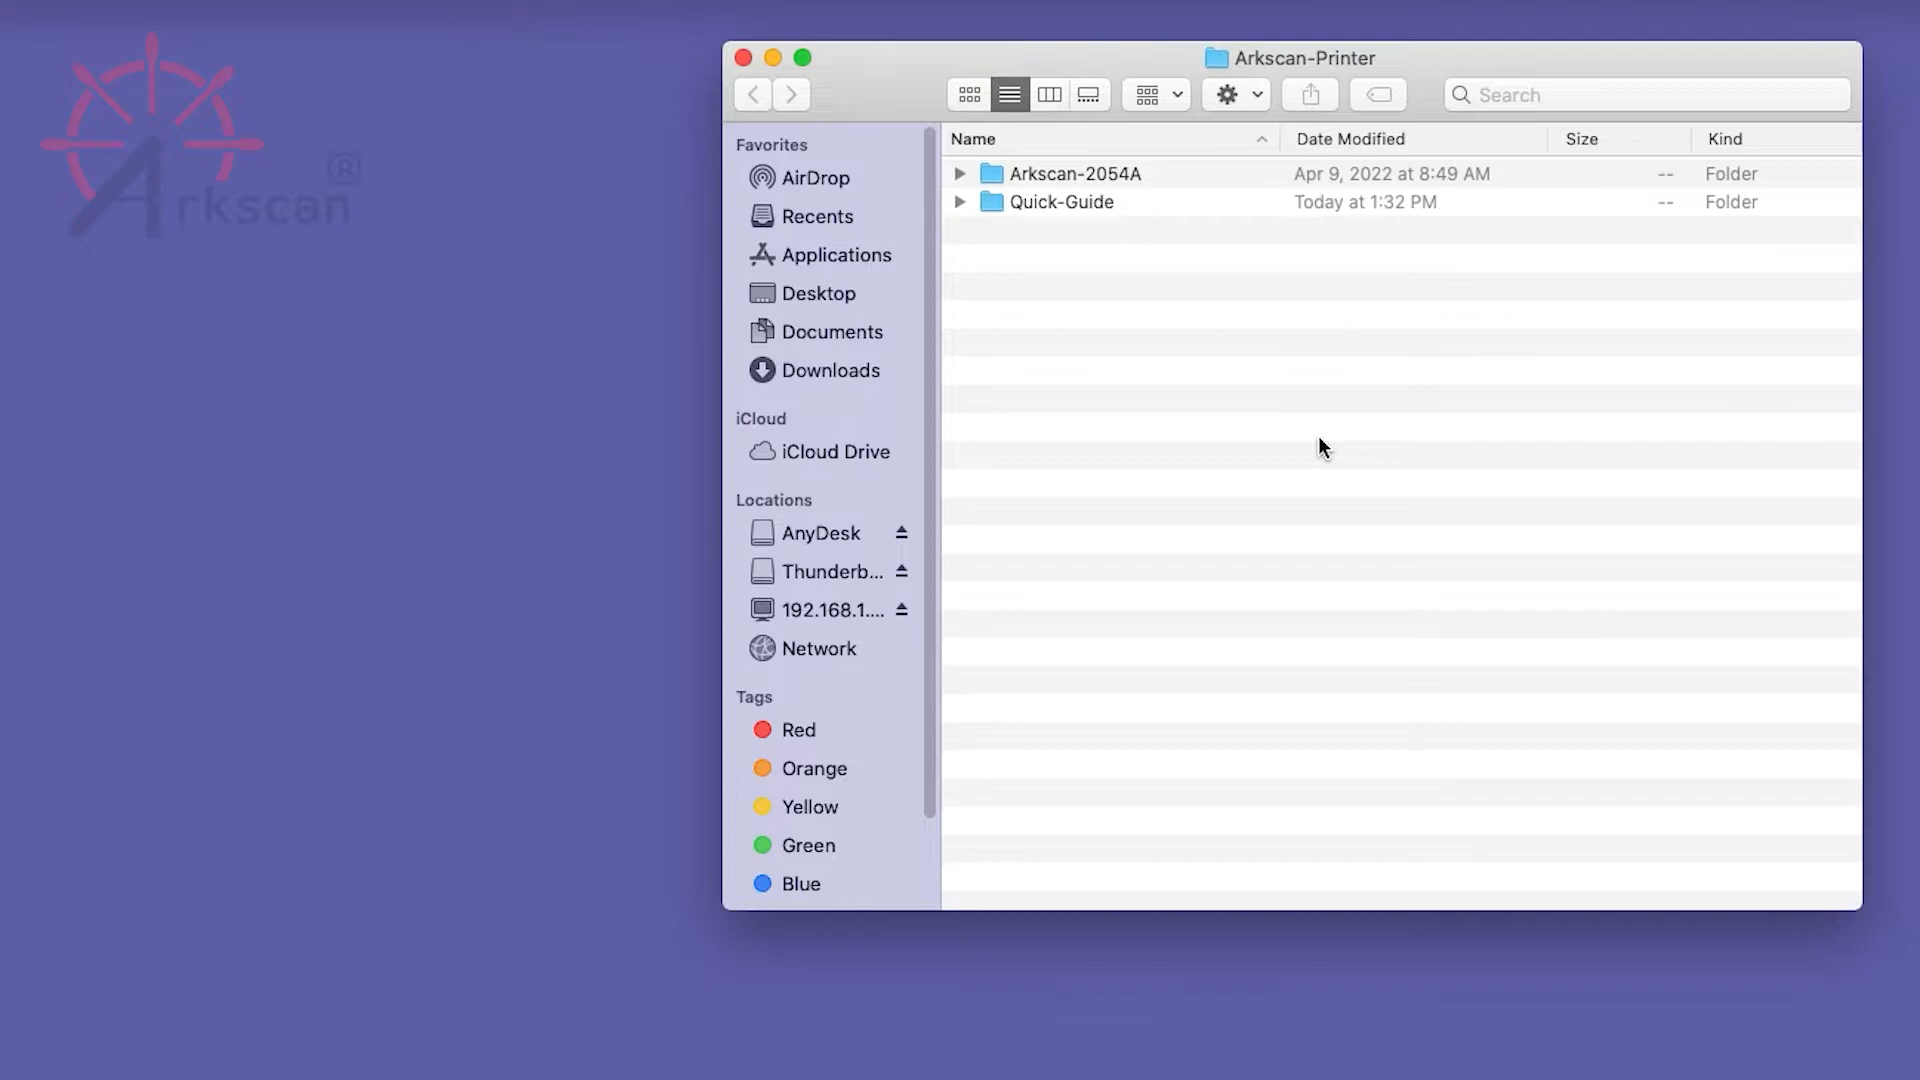 Arkscan®
Arkscan-Printer
Search
Favorites
AirDrop
Recents
Applications
Desktop
Documents
Downloads
iCloud
iCloud Drive
Locations
AnyDesk
Thunderb...
192.168.1....
Network
Tags
Red
Orange
Yellow
Green
Blue
Name Date Modified Size Kind
Arkscan-2054A Apr 9, 2022 at 8:49 AM -- Folder
Quick-Guide Today at 1:32 PM -- Folder